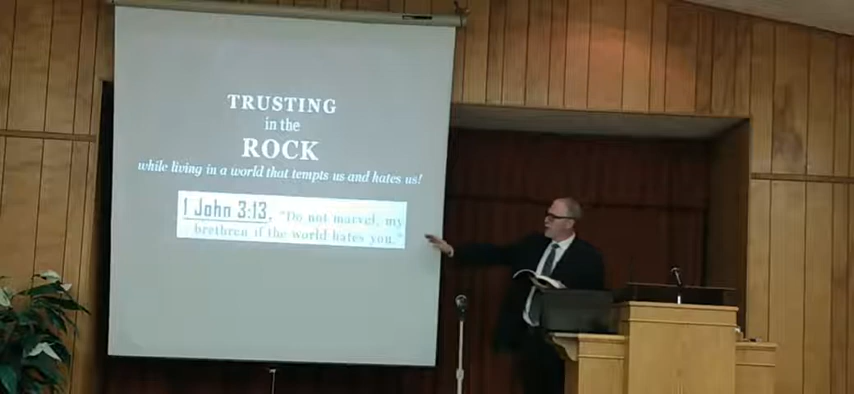 TRUSTING
in the
ROCK
while living in a world that tempts us and hates us!
1 John 3:13, "Do not marvel, my
brethren if the world hates you."